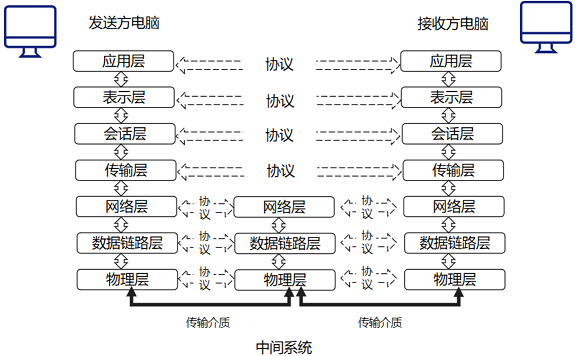 发送方电脑 接收方电脑
应用层 协议 应用层
表示层 协议 表示层
会话层 协议 会话层
传输层 协议 传输层
网络层 协议 网络层 协议 网络层
数据链路层 协议 数据链路层 协议 数据链路层
物理层 协议 物理层 协议 物理层
传输介质 传输介质
中间系统